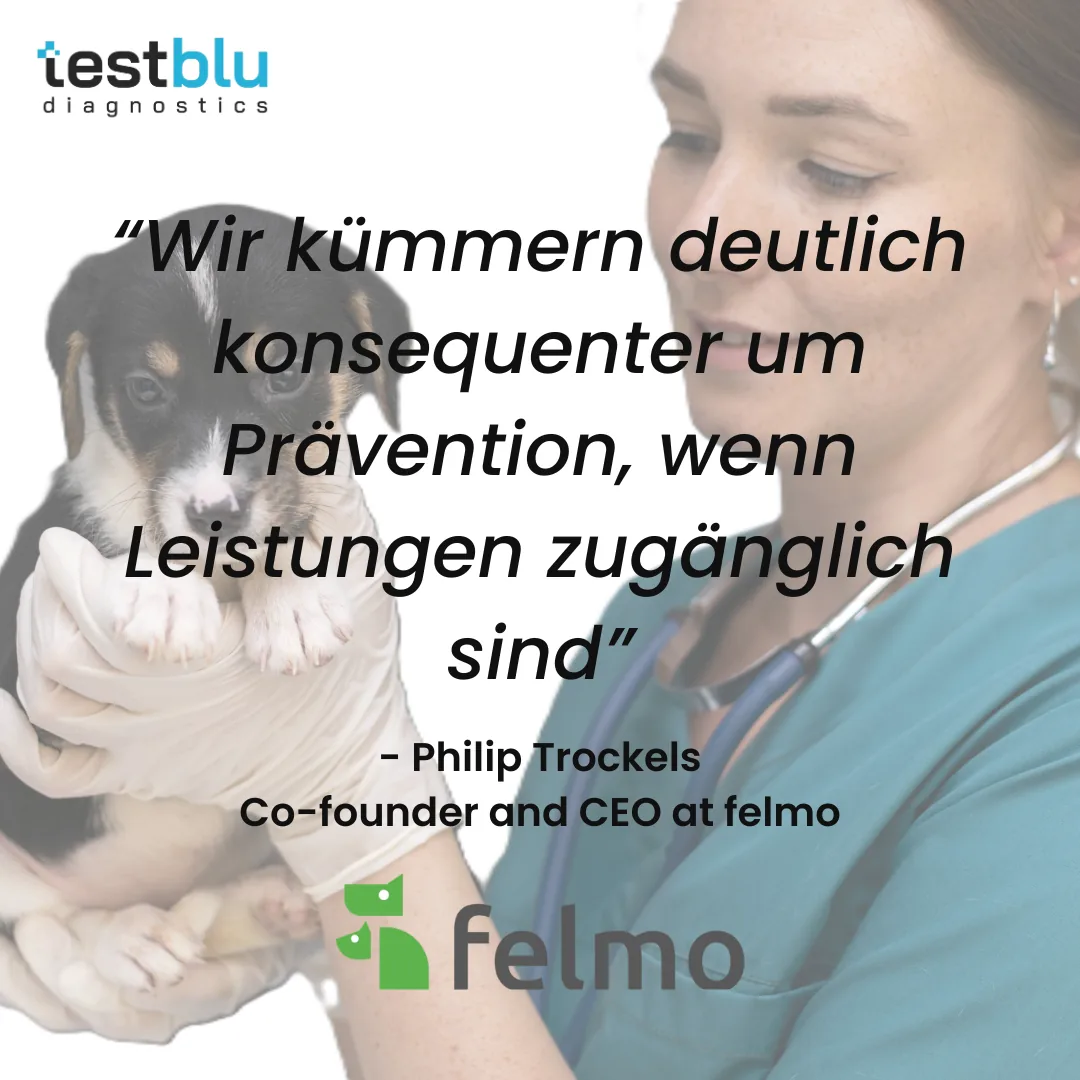 testblu
diagnostics
“Wir kümmern deutlich
konsequenter um
Prävention, wenn
Leistungen zugänglich
sind”
- Philip Trockels
Co-founder and CEO at felmo
felmo